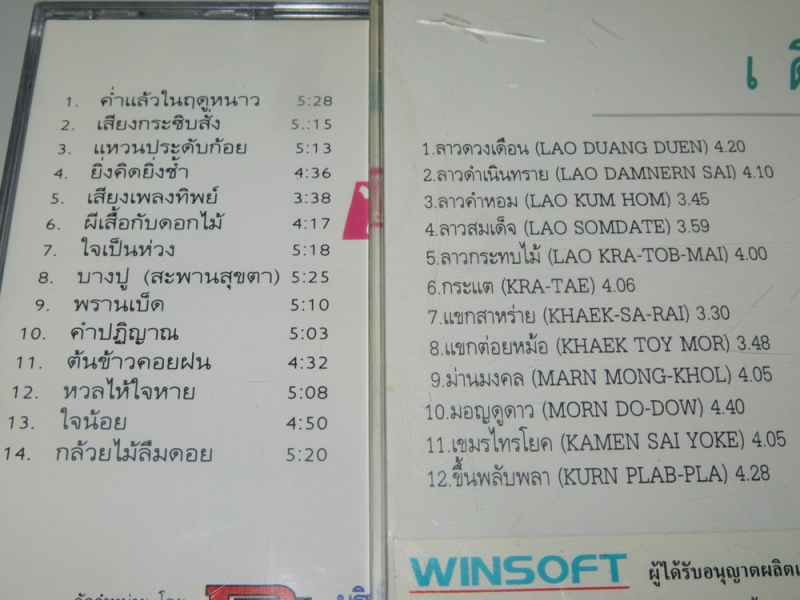 1. ค่ำแล้วในฤดูหนาว 5:28
2. เสียงกระซิบสั่ง 5.:15
3. แหวนประดับก้อย 5:13
4. ยิ่งคิดยิ่งช้ำ 4:36
5. เสียงเพลงทิพย์ 3:38
6. ผีเสื้อกับดอกไม้ 4:17
7. ใจเป็นห่วง 5:18
8. บางปู (สะพานสุขตา) 5:25
9. พรานเบ็ด 5:10
10. คำปฏิญาณ 5:03
11. ต้นข้าวคอยฝน 4:32
12. หวลไห้ใจหาย 5:08
13. ใจน้อย 4:50
14. กล้วยไม้ลืมดอย 5:20
1.ลาวดวงเดือน (LAO DUANG DUEN) 4.20
2.ลาวดำเนินทราย (LAO DAMNERN SAI) 4.10
3.ลาวคำหอม (LAO KUM HOM) 3.45
4.ลาวสมเด็จ (LAO SOMDATE) 3.59
5.ลาวกระทบไม้ (LAO KRA-TOB-MAI) 4.00
6.กระแต (KRA-TAE) 4.06
7.แขกสาหร่าย (KHAEK-SA-RAI) 3.30
8.แขกต่อยหม้อ (KHAEK TOY MOR) 3.48
9.ม่านมงคล (MARN MONG-KHOL) 4.05
10.มอญดูดาว (MORN DO-DOW) 4.40
11.เขมรไทรโยค (KAMEN SAI YOKE) 4.05
12.ขึ้นพลับพลา (KURN PLAB-PLA) 4.28
WINSOFT ผู้ได้รับอนุญาตผลิต